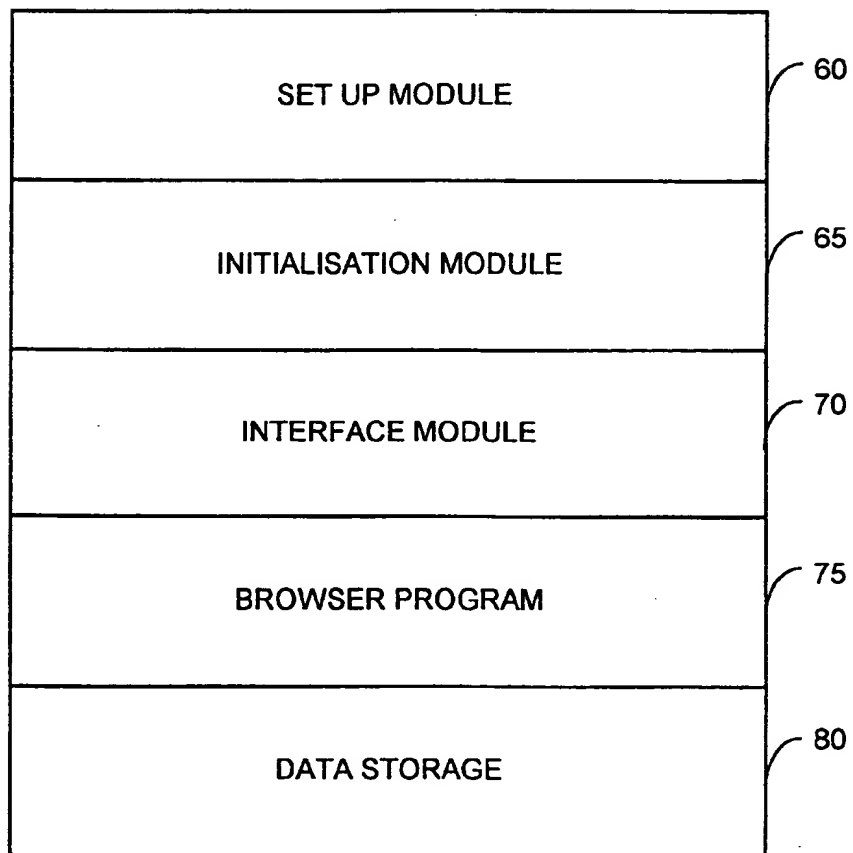 SET UP MODULE
60
INITIALISATION MODULE
65
INTERFACE MODULE
70
BROWSER PROGRAM
75
DATA STORAGE
80